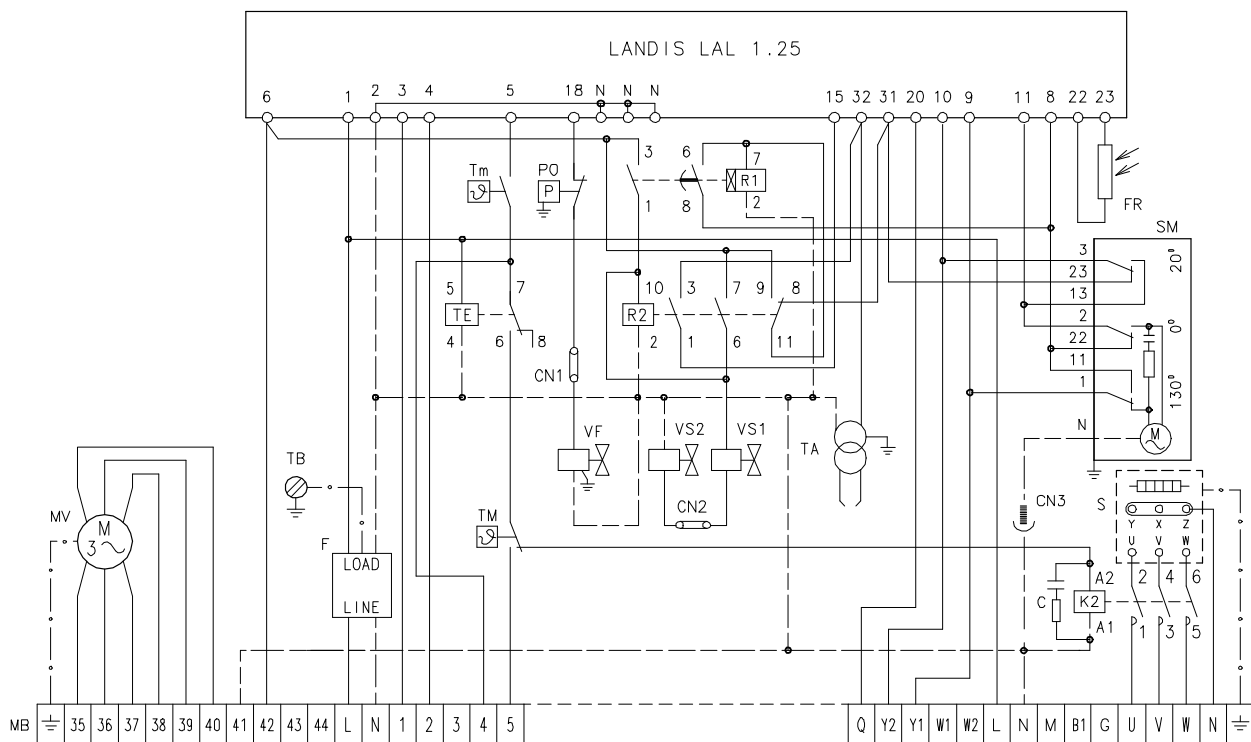 LANDIS LAL 1.25
6 1 2 3 4 5 18 N N N 15 32 31 20 10 9 11 8 22 23
3 6 7
Tm PO P R1
1 8 2
FR
SM
3
23
20°
13
5 7 10 3 7 9 8
TE R2
2
0°
4 6 8 2 1 6 11
22
11
CN1
1
130°
VF VS2 VS1
N M
TA
TB
CN2
CN3
S
Y X Z
U V W
MV
M
3
F
TM
LOAD
LINE
A2 2 4 6
C K2
A1 1 3 5
MB 35 36 37 38 39 40 41 42 43 44 L N 1 2 3 4 5 Q Y2 Y1 W1 W2 L N M B1 G U V W N